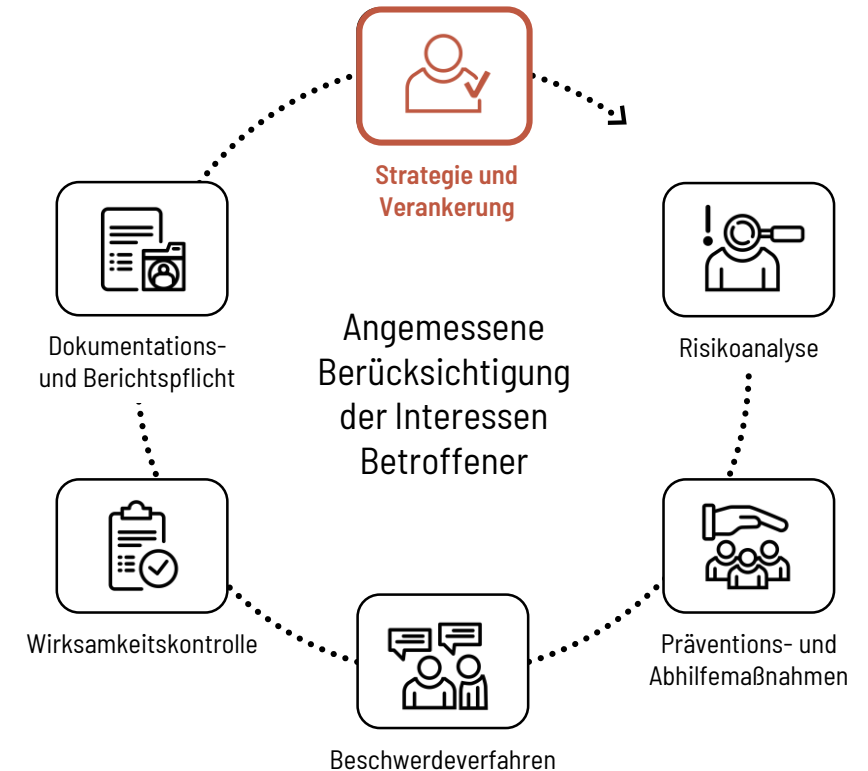 Strategie und
Verankerung
Risikoanalyse
Präventions- und
Abhilfemaßnahmen
Beschwerdeverfahren
Wirksamkeitskontrolle
Dokumentations-
und Berichtspflicht
Angemessene
Berücksichtigung
der Interessen
Betroffener